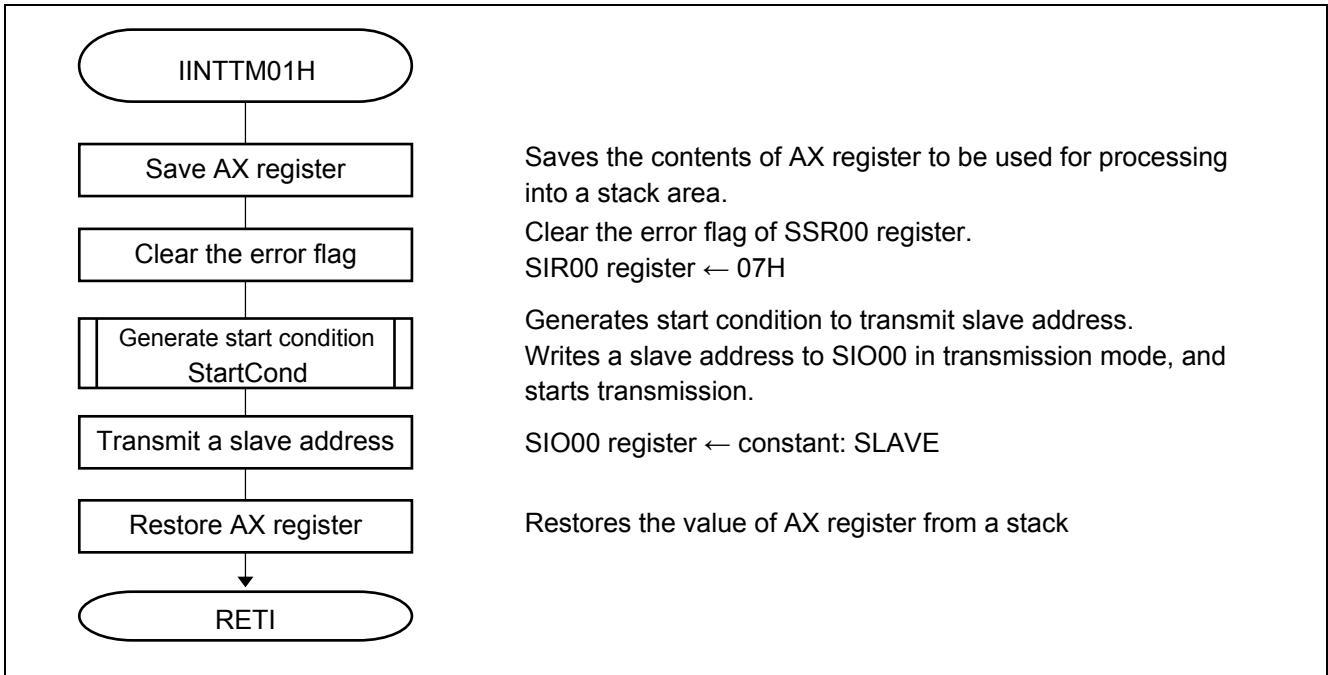 IINTTM01H
Save AX register
Saves the contents of AX register to be used for processing
into a stack area.
Clear the error flag
Clear the error flag of SSR00 register.
SIR00 register ← 07H
Generate start condition
StartCond
Generates start condition to transmit slave address.
Writes a slave address to SIO00 in transmission mode, and
starts transmission.
Transmit a slave address
SIO00 register ← constant: SLAVE
Restore AX register
Restores the value of AX register from a stack
RETI